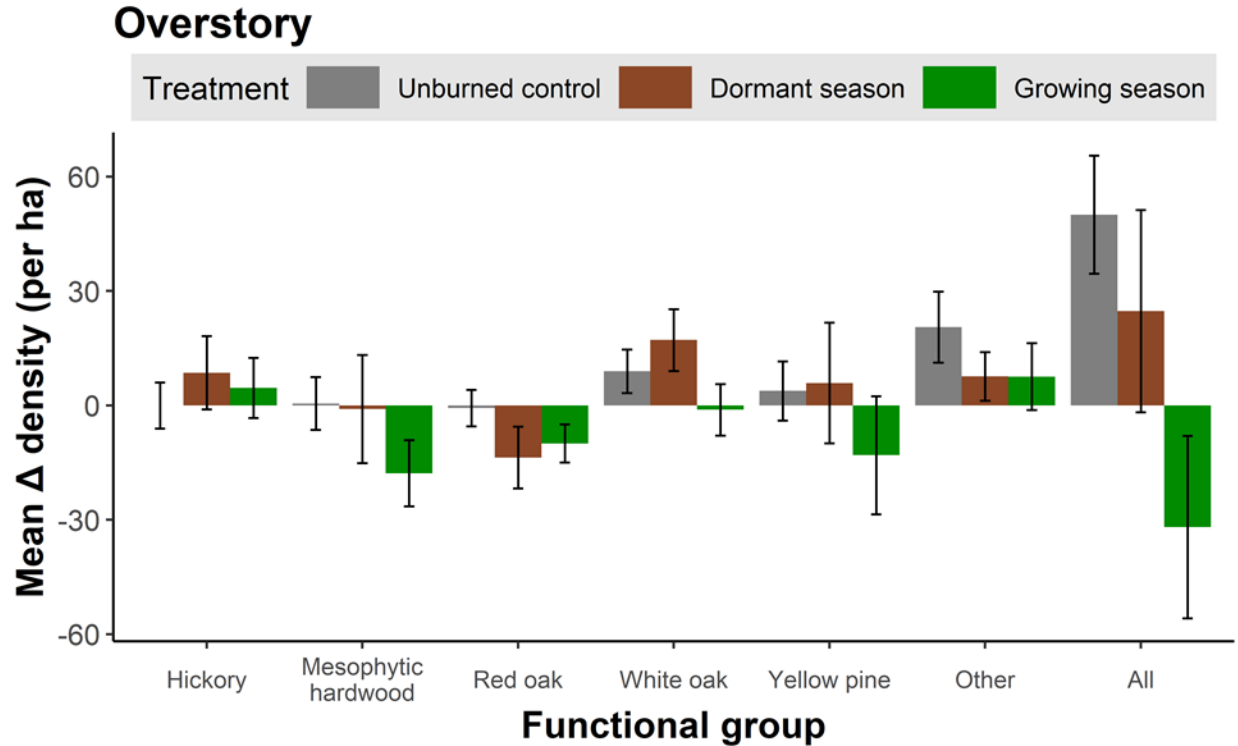 Overstory
Treatment Unburned control Dormant season Growing season
Mean Δ density (per ha)
60
30
0
-30
-60
Hickory
Mesophytic
hardwood
Red oak
White oak
Yellow pine
Other
All
Functional group